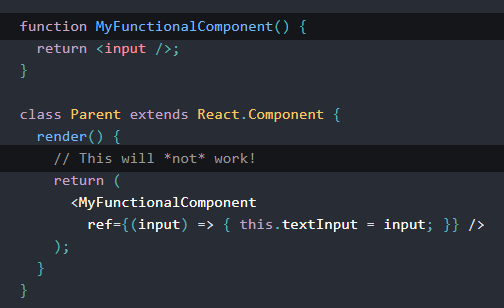 function MyFunctionalComponent() {
  return <input />;
}

class Parent extends React.Component {
  render() {
    // This will *not* work!
    return (
      <MyFunctionalComponent
        ref={(input) => { this.textInput = input; }} />
    );
  }
}